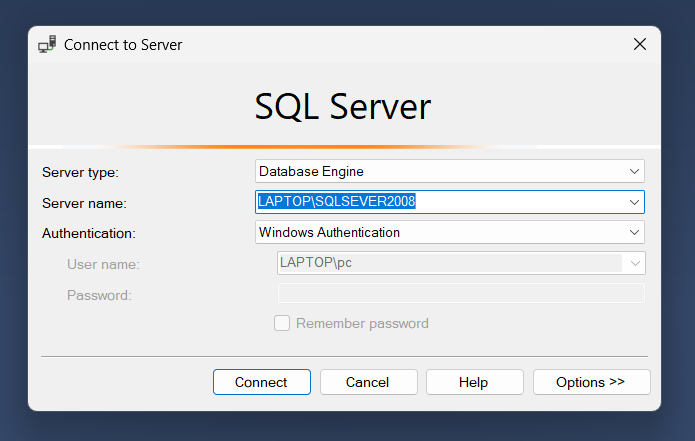 Connect to Server
SQL Server
Server type: Database Engine
Server name: LAPTOP\SQLSEVER2008
Authentication: Windows Authentication
User name: LAPTOP\pc
Password:
Remember password
Connect Cancel Help Options >>